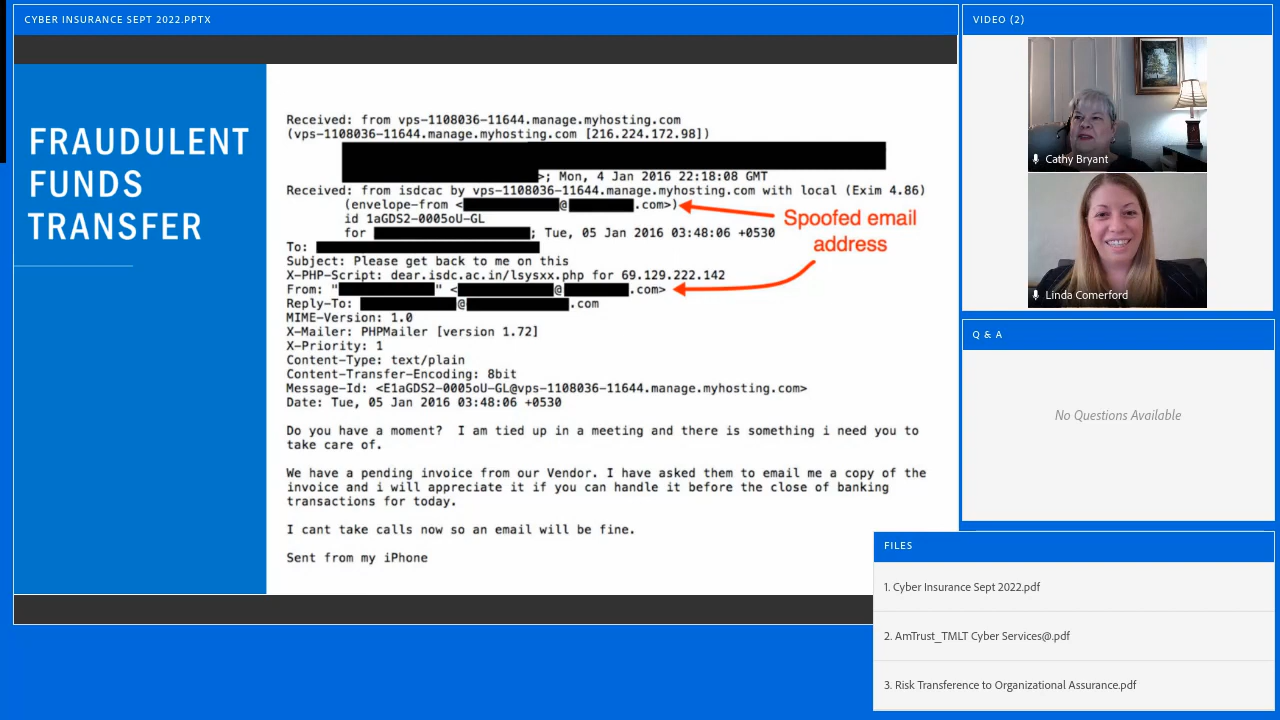 CYBER INSURANCE SEPT 2022.PPTX
FRAUDULENT
FUNDS
TRANSFER
Received: from vps-1108036-11644.manage.myhosting.com
(vps-1108036-11644.manage.myhosting.com [216.224.172.98])
>; Mon, 4 Jan 2016 22:18:08 GMT
Received: from isdcac by vps-1108036-11644.manage.myhosting.com with local (Exim 4.86)
(envelope-from < @ .com>)
id 1aGDS2-0005oU-GL
for ; Tue, 05 Jan 2016 03:48:06 +0530
To:
Subject: Please get back to me on this
X-PHP-Script: dear.isdc.ac.in/lsysxx.php for 69.129.222.142
From: " " < @ .com>
Reply-To: @ .com
MIME-Version: 1.0
X-Mailer: PHPMailer [version 1.72]
X-Priority: 1
Content-Type: text/plain
Content-Transfer-Encoding: 8bit
Message-Id: <E1aGDS2-0005oU-GL@vps-1108036-11644.manage.myhosting.com>
Date: Tue, 05 Jan 2016 03:48:06 +0530
Spoofed email
address
Do you have a moment? I am tied up in a meeting and there is something i need you to
take care of.
We have a pending invoice from our Vendor. I have asked them to email me a copy of the
invoice and i will appreciate it if you can handle it before the close of banking
transactions for today.
I cant take calls now so an email will be fine.
Sent from my iPhone
VIDEO (2)
Cathy Bryant
Linda Comerford
Q & A
No Questions Available
FILES
1. Cyber Insurance Sept 2022.pdf
2. AmTrust_TMLT Cyber Services@.pdf
3. Risk Transference to Organizational Assurance.pdf